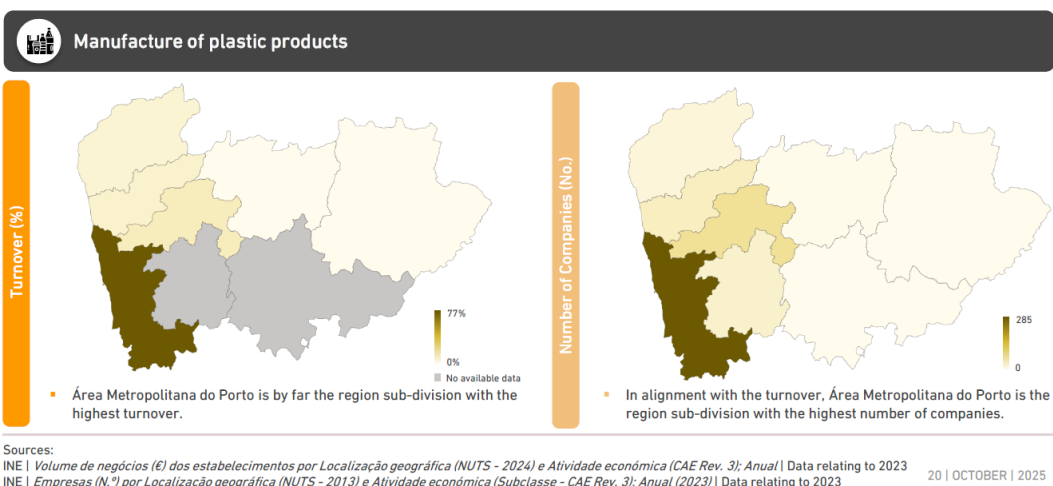 Manufacture of plastic products
Turnover (%)
77%
0%
No available data
▪ Área Metropolitana do Porto is by far the region sub-division with the
highest turnover.
Number of Companies (No.)
285
0
▪ In alignment with the turnover, Área Metropolitana do Porto is the
region sub-division with the highest number of companies.
Sources:
INE | Volume de negócios (€) dos estabelecimentos por Localização geográfica (NUTS - 2024) e Atividade económica (CAE Rev. 3); Anual | Data relating to 2023
INE | Empresas (N.º) por Localização geográfica (NUTS - 2013) e Atividade económica (Subclasse - CAE Rev. 3); Anual (2023) | Data relating to 2023
20 | OCTOBER | 2025